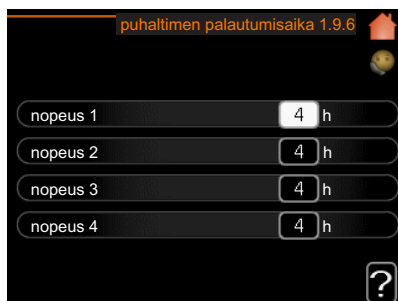 puhaltimen palautumisaika 1.9.6
nopeus 1 4 h
nopeus 2 4 h
nopeus 3 4 h
nopeus 4 4 h
?